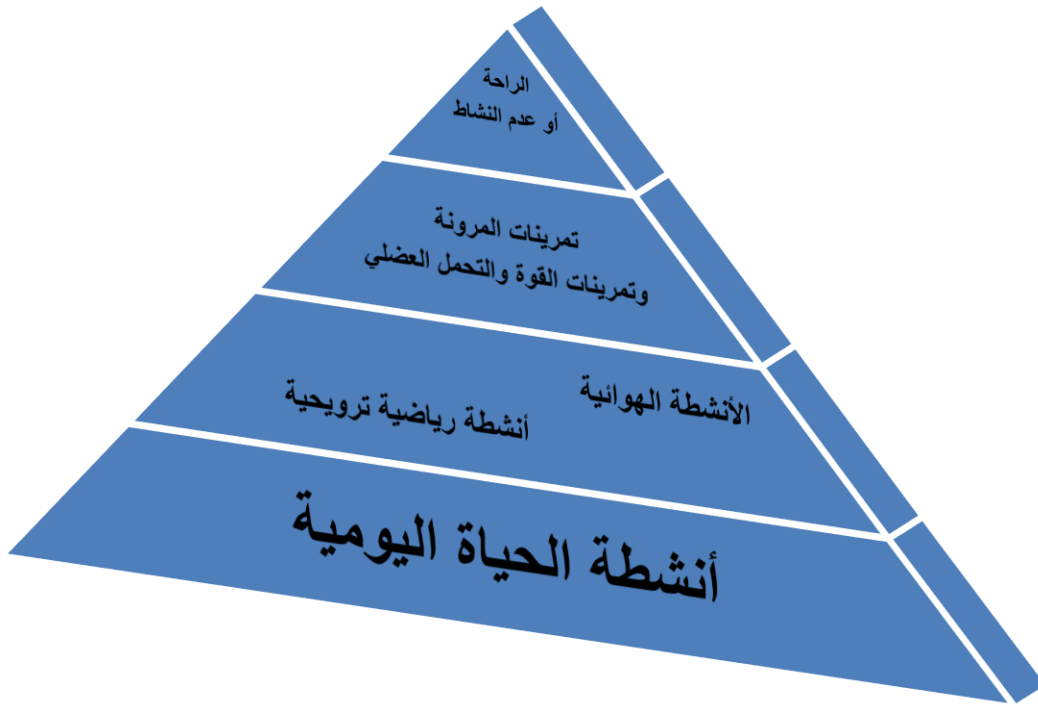 الراحة
أو عدم النشاط
تمرينات المرونة
وتمرينات القوة والتحمل العضلي
الأنشطة الهوائية
أنشطة رياضية ترويحية
أنشطة الحياة اليومية